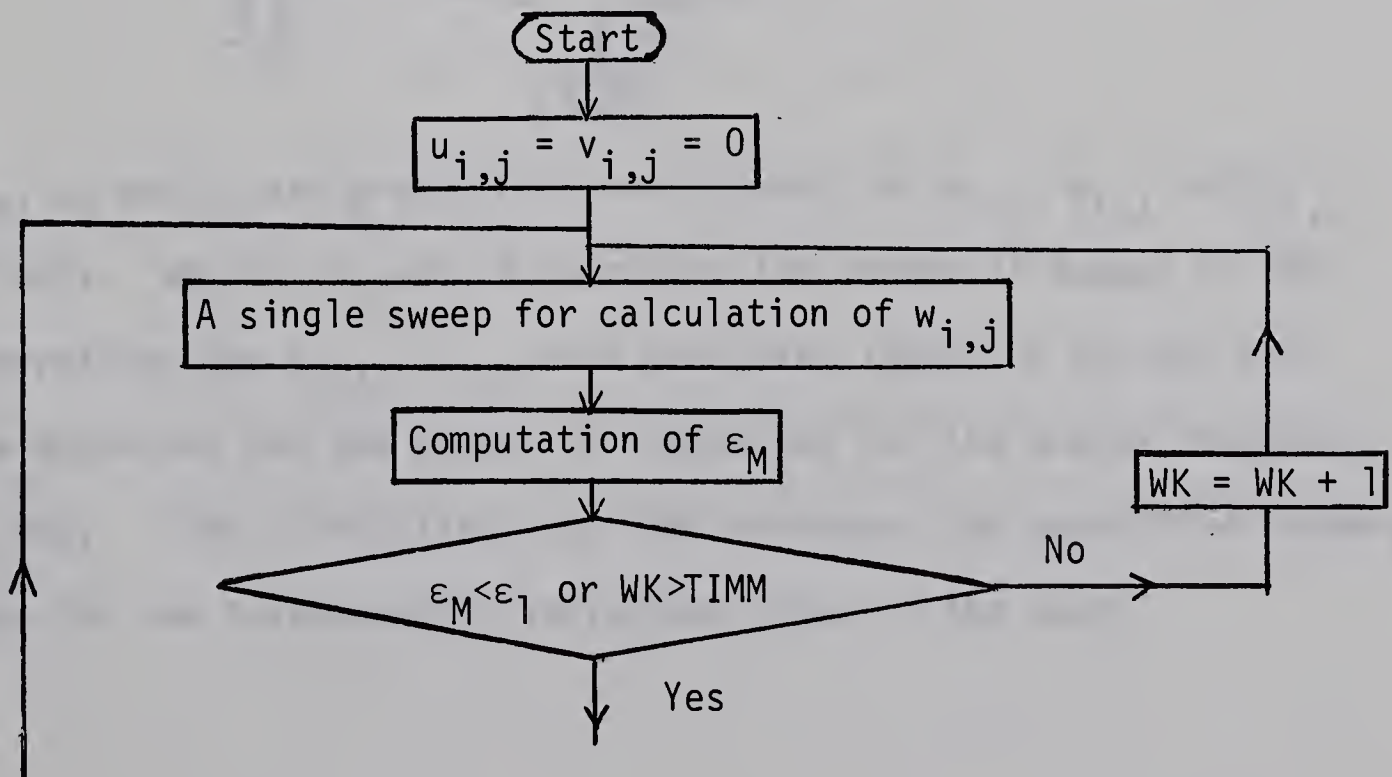 Start
u_{i,j} = v_{i,j} = 0
A single sweep for calculation of w_{i,j}
Computation of ε_M
WK = WK + 1
No
ε_M<ε_1 or WK>TIMM
Yes